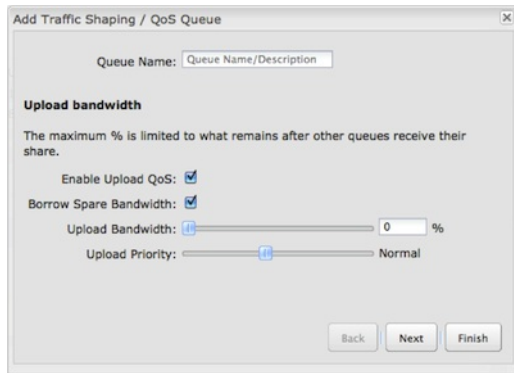 Add Traffic Shaping / QoS Queue
Queue Name: Queue Name/Description
Upload bandwidth
The maximum % is limited to what remains after other queues receive their
share.
Enable Upload QoS:
Borrow Spare Bandwidth:
Upload Bandwidth: 0 %
Upload Priority: Normal
Back Next Finish